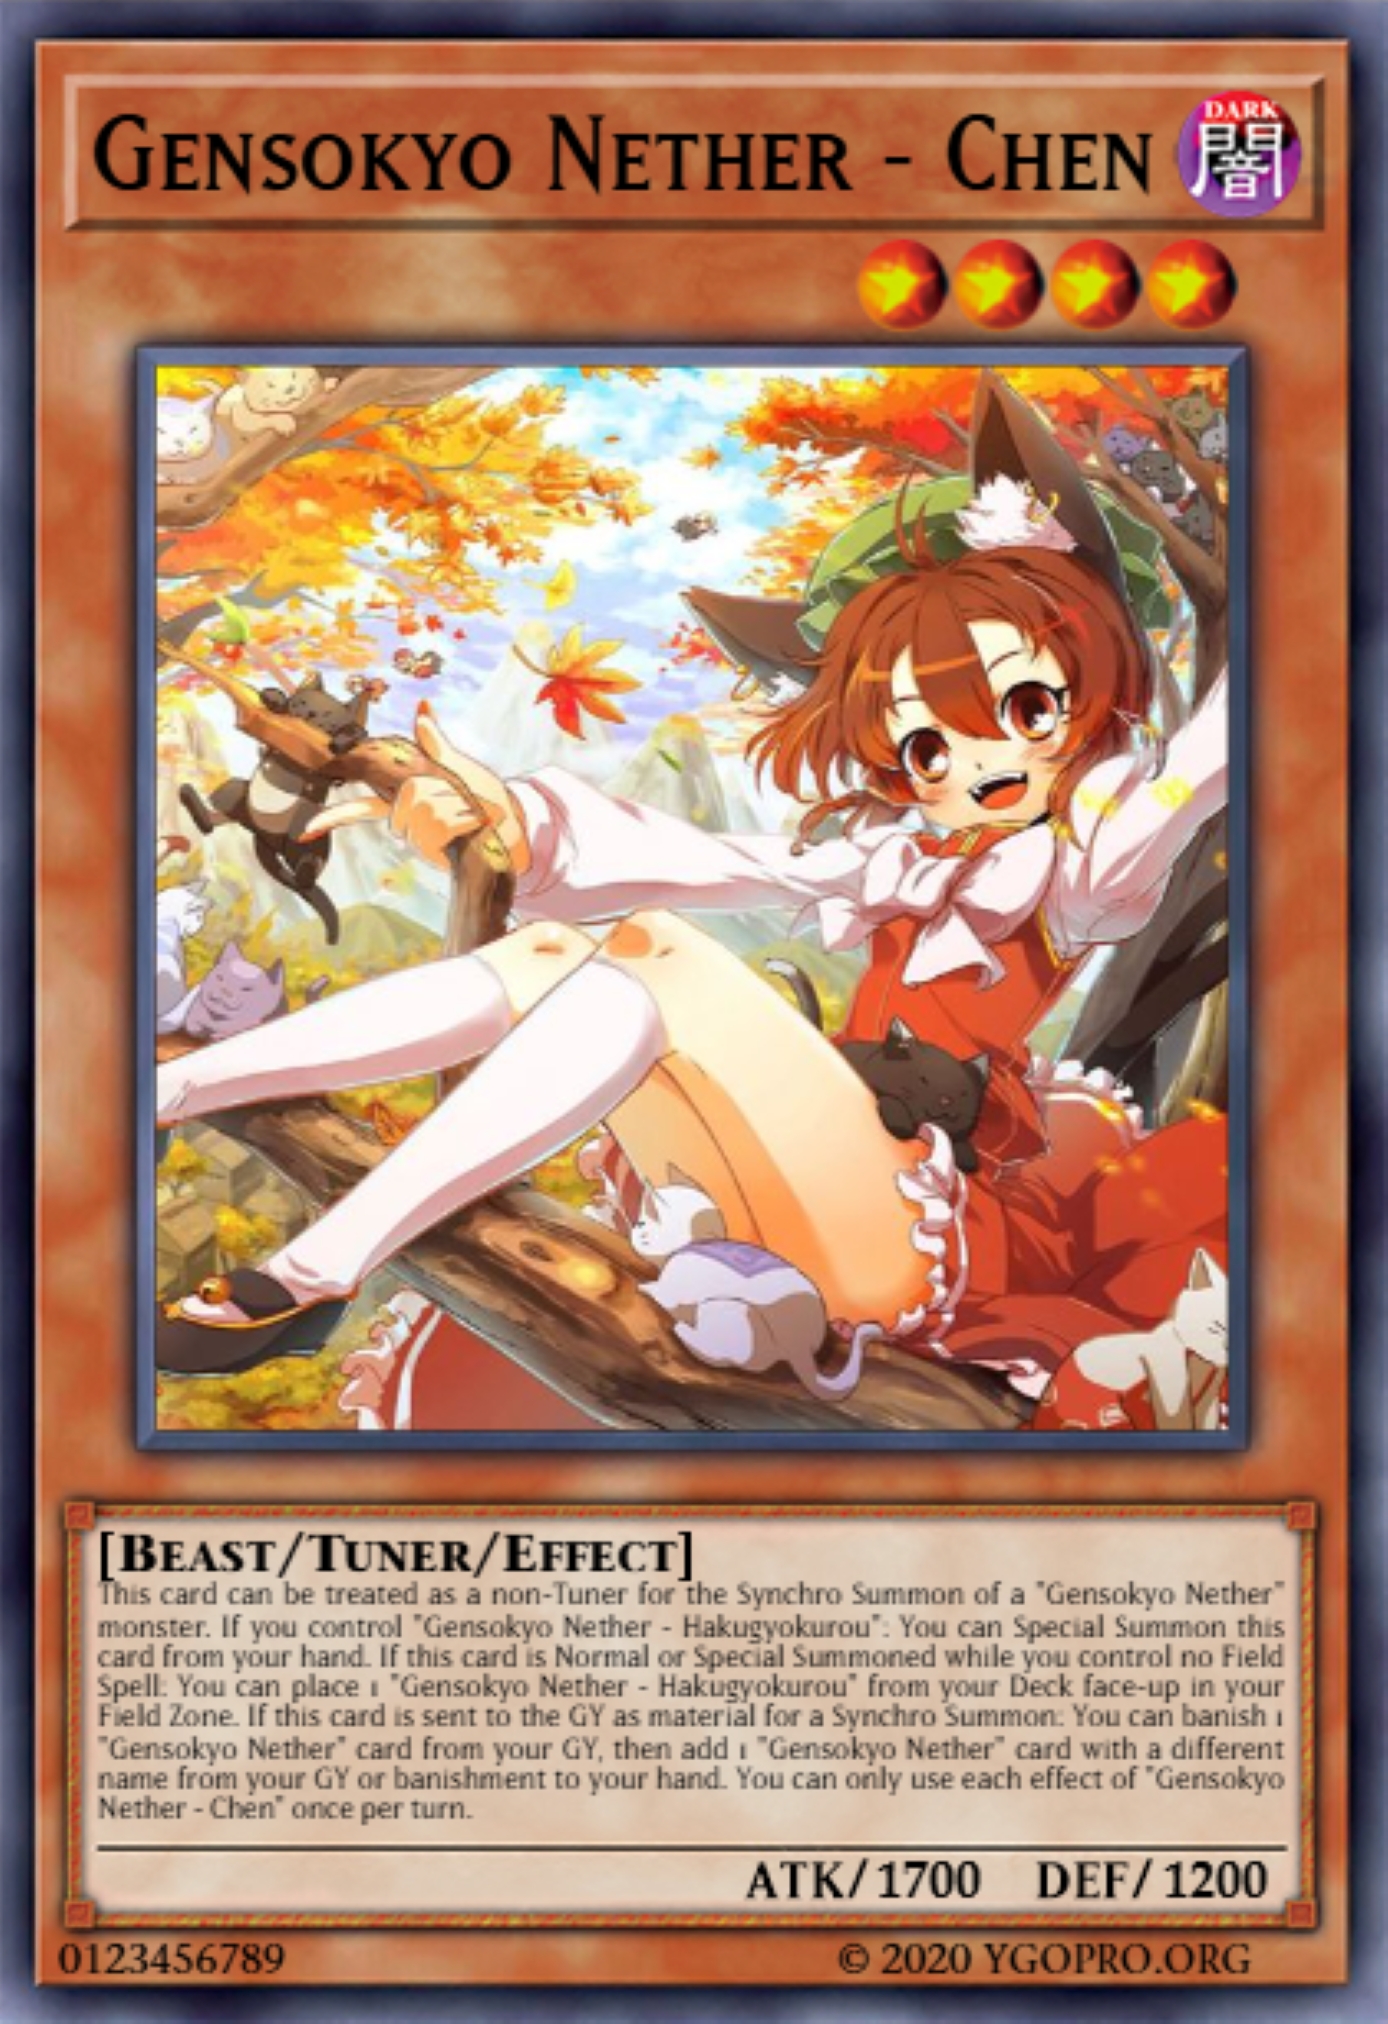 Gensokyo Nether - Chen
DARK
闇
[Beast/Tuner/Effect]
This card can be treated as a non-Tuner for the Synchro Summon of a "Gensokyo Nether"
monster. If you control "Gensokyo Nether - Hakugyokurou": You can Special Summon this
card from your hand. If this card is Normal or Special Summoned while you control no Field
Spell: You can place 1 "Gensokyo Nether - Hakugyokurou" from your Deck face-up in your
Field Zone. If this card is sent to the GY as material for a Synchro Summon: You can banish 1
"Gensokyo Nether" card from your GY, then add 1 "Gensokyo Nether" card with a different
name from your GY or banishment to your hand. You can only use each effect of "Gensokyo
Nether - Chen" once per turn.
ATK/1700 DEF/1200
0123456789 © 2020 YGOPRO.ORG